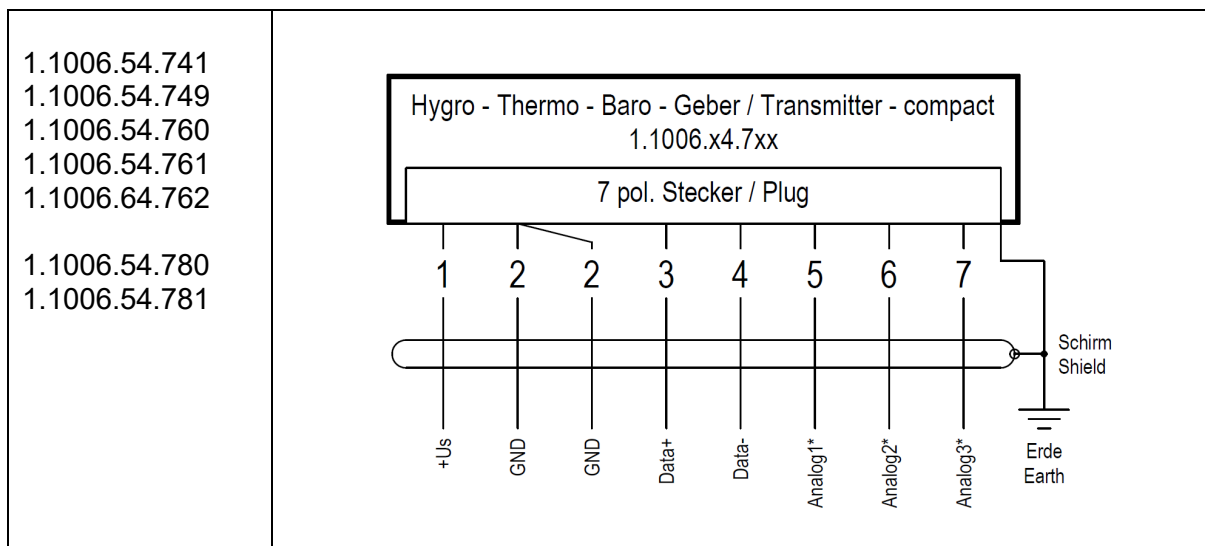 1.1006.54.741
1.1006.54.749
1.1006.54.760
1.1006.54.761
1.1006.64.762
1.1006.54.780
1.1006.54.781
Hygro - Thermo - Baro - Geber / Transmitter - compact
1.1006.x4.7xx
7 pol. Stecker / Plug
1 2 2 3 4 5 6 7
Schirm
Shield
+Us GND GND Data+ Data- Analog1* Analog2* Analog3*
Erde
Earth